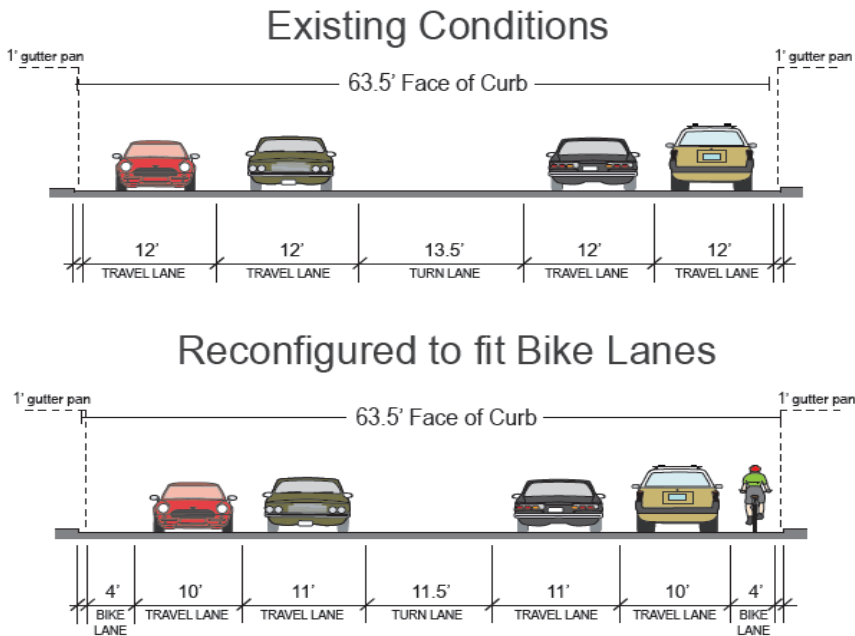 Existing Conditions
1' gutter pan
1' gutter pan
63.5' Face of Curb
12' 12' 13.5' 12' 12'
TRAVEL LANE TRAVEL LANE TURN LANE TRAVEL LANE TRAVEL LANE
Reconfigured to fit Bike Lanes
1' gutter pan
1' gutter pan
63.5' Face of Curb
4' 10' 11' 11.5' 11' 10' 4'
BIKE TRAVEL LANE TRAVEL LANE TURN LANE TRAVEL LANE TRAVEL LANE BIKE
LANE LANE